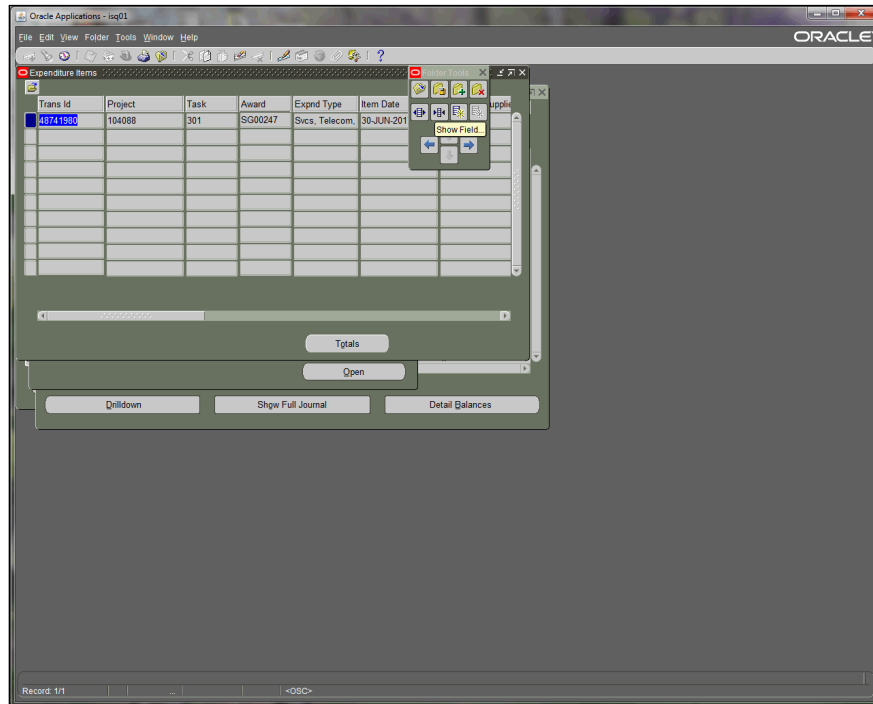 Oracle Applications - isq01
File Edit View Folder Tools Window Help
ORACLE
Expenditure Items
Folder Tools
Trans Id Project Task Award Expnd Type Item Date
48741980 104088 301 SG00247 Svcs, Telecom, 30-JUN-201
Show Field...
Totals
Open
Drilldown Show Full Journal Detail Balances
Record: 1/1 ... <OSC>